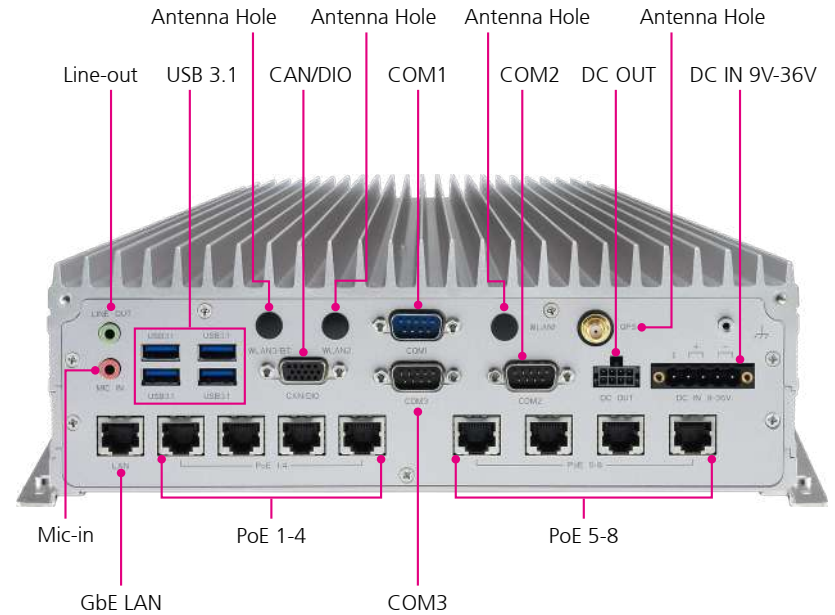 Antenna Hole Antenna Hole Antenna Hole Antenna Hole
Line-out USB 3.1 CAN/DIO COM1 COM2 DC OUT DC IN 9V-36V
LINE OUT
USB3.1 USB3.1
WLAN2
COM1
GPS
MIC IN
USB3.1 USB3.1
CAN/DIO
COM3
COM2
DC OUT
DC IN 9-36V
LAN
PoE 1-4
PoE 5-8
Mic-in PoE 1-4 PoE 5-8
GbE LAN COM3